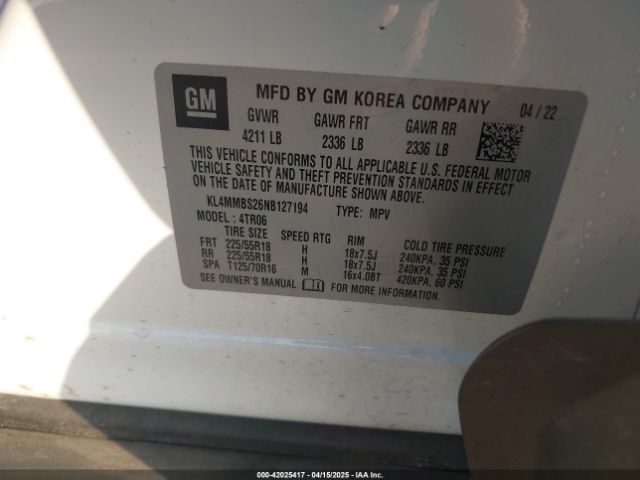 GM
MFD BY GM KOREA COMPANY 04 / 22
GVWR GAWR FRT GAWR RR
4211 LB 2336 LB 2336 LB
THIS VEHICLE CONFORMS TO ALL APPLICABLE U.S. FEDERAL MOTOR
VEHICLE SAFETY AND THEFT PREVENTION STANDARDS IN EFFECT
ON THE DATE OF MANUFACTURE SHOWN ABOVE.
KL4MMBS26NB127194 TYPE: MPV
MODEL : 4TR06
TIRE SIZE SPEED RTG RIM COLD TIRE PRESSURE
FRT 225/55R18 H 18x7.5J 240KPA, 35 PSI
RR 225/55R18 H 18x7.5J 240KPA, 35 PSI
SPA T125/70R16 M 16x4.0BT 420KPA, 60 PSI
SEE OWNER'S MANUAL FOR MORE INFORMATION.
000-42025417 - 04/15/2025 - IAAI, Inc.